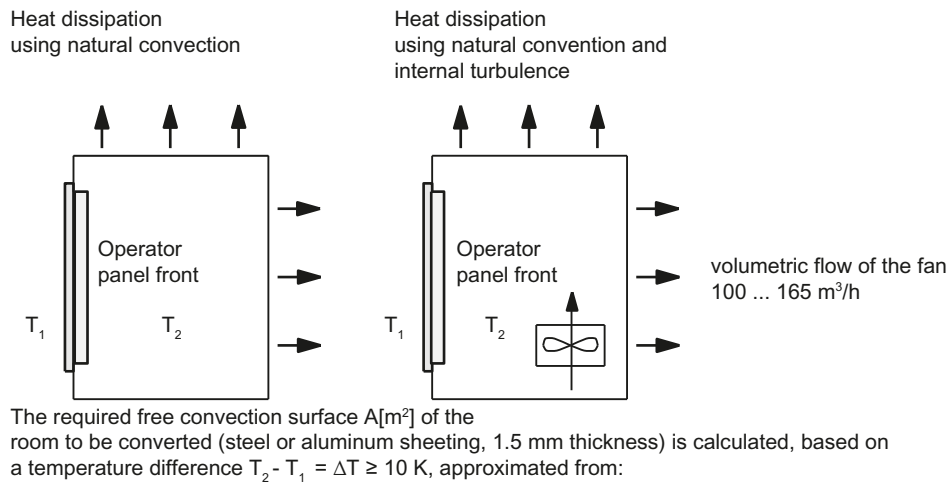 Heat dissipation
using natural convection
Heat dissipation
using natural convention and
internal turbulence
Operator
panel front
T₁
T₂
Operator
panel front
T₁
T₂
volumetric flow of the fan
100 ... 165 m³/h
The required free convection surface A[m²] of the
room to be converted (steel or aluminum sheeting, 1.5 mm thickness) is calculated, based on
a temperature difference T₂ - T₁ = ΔT ≥ 10 K, approximated from: